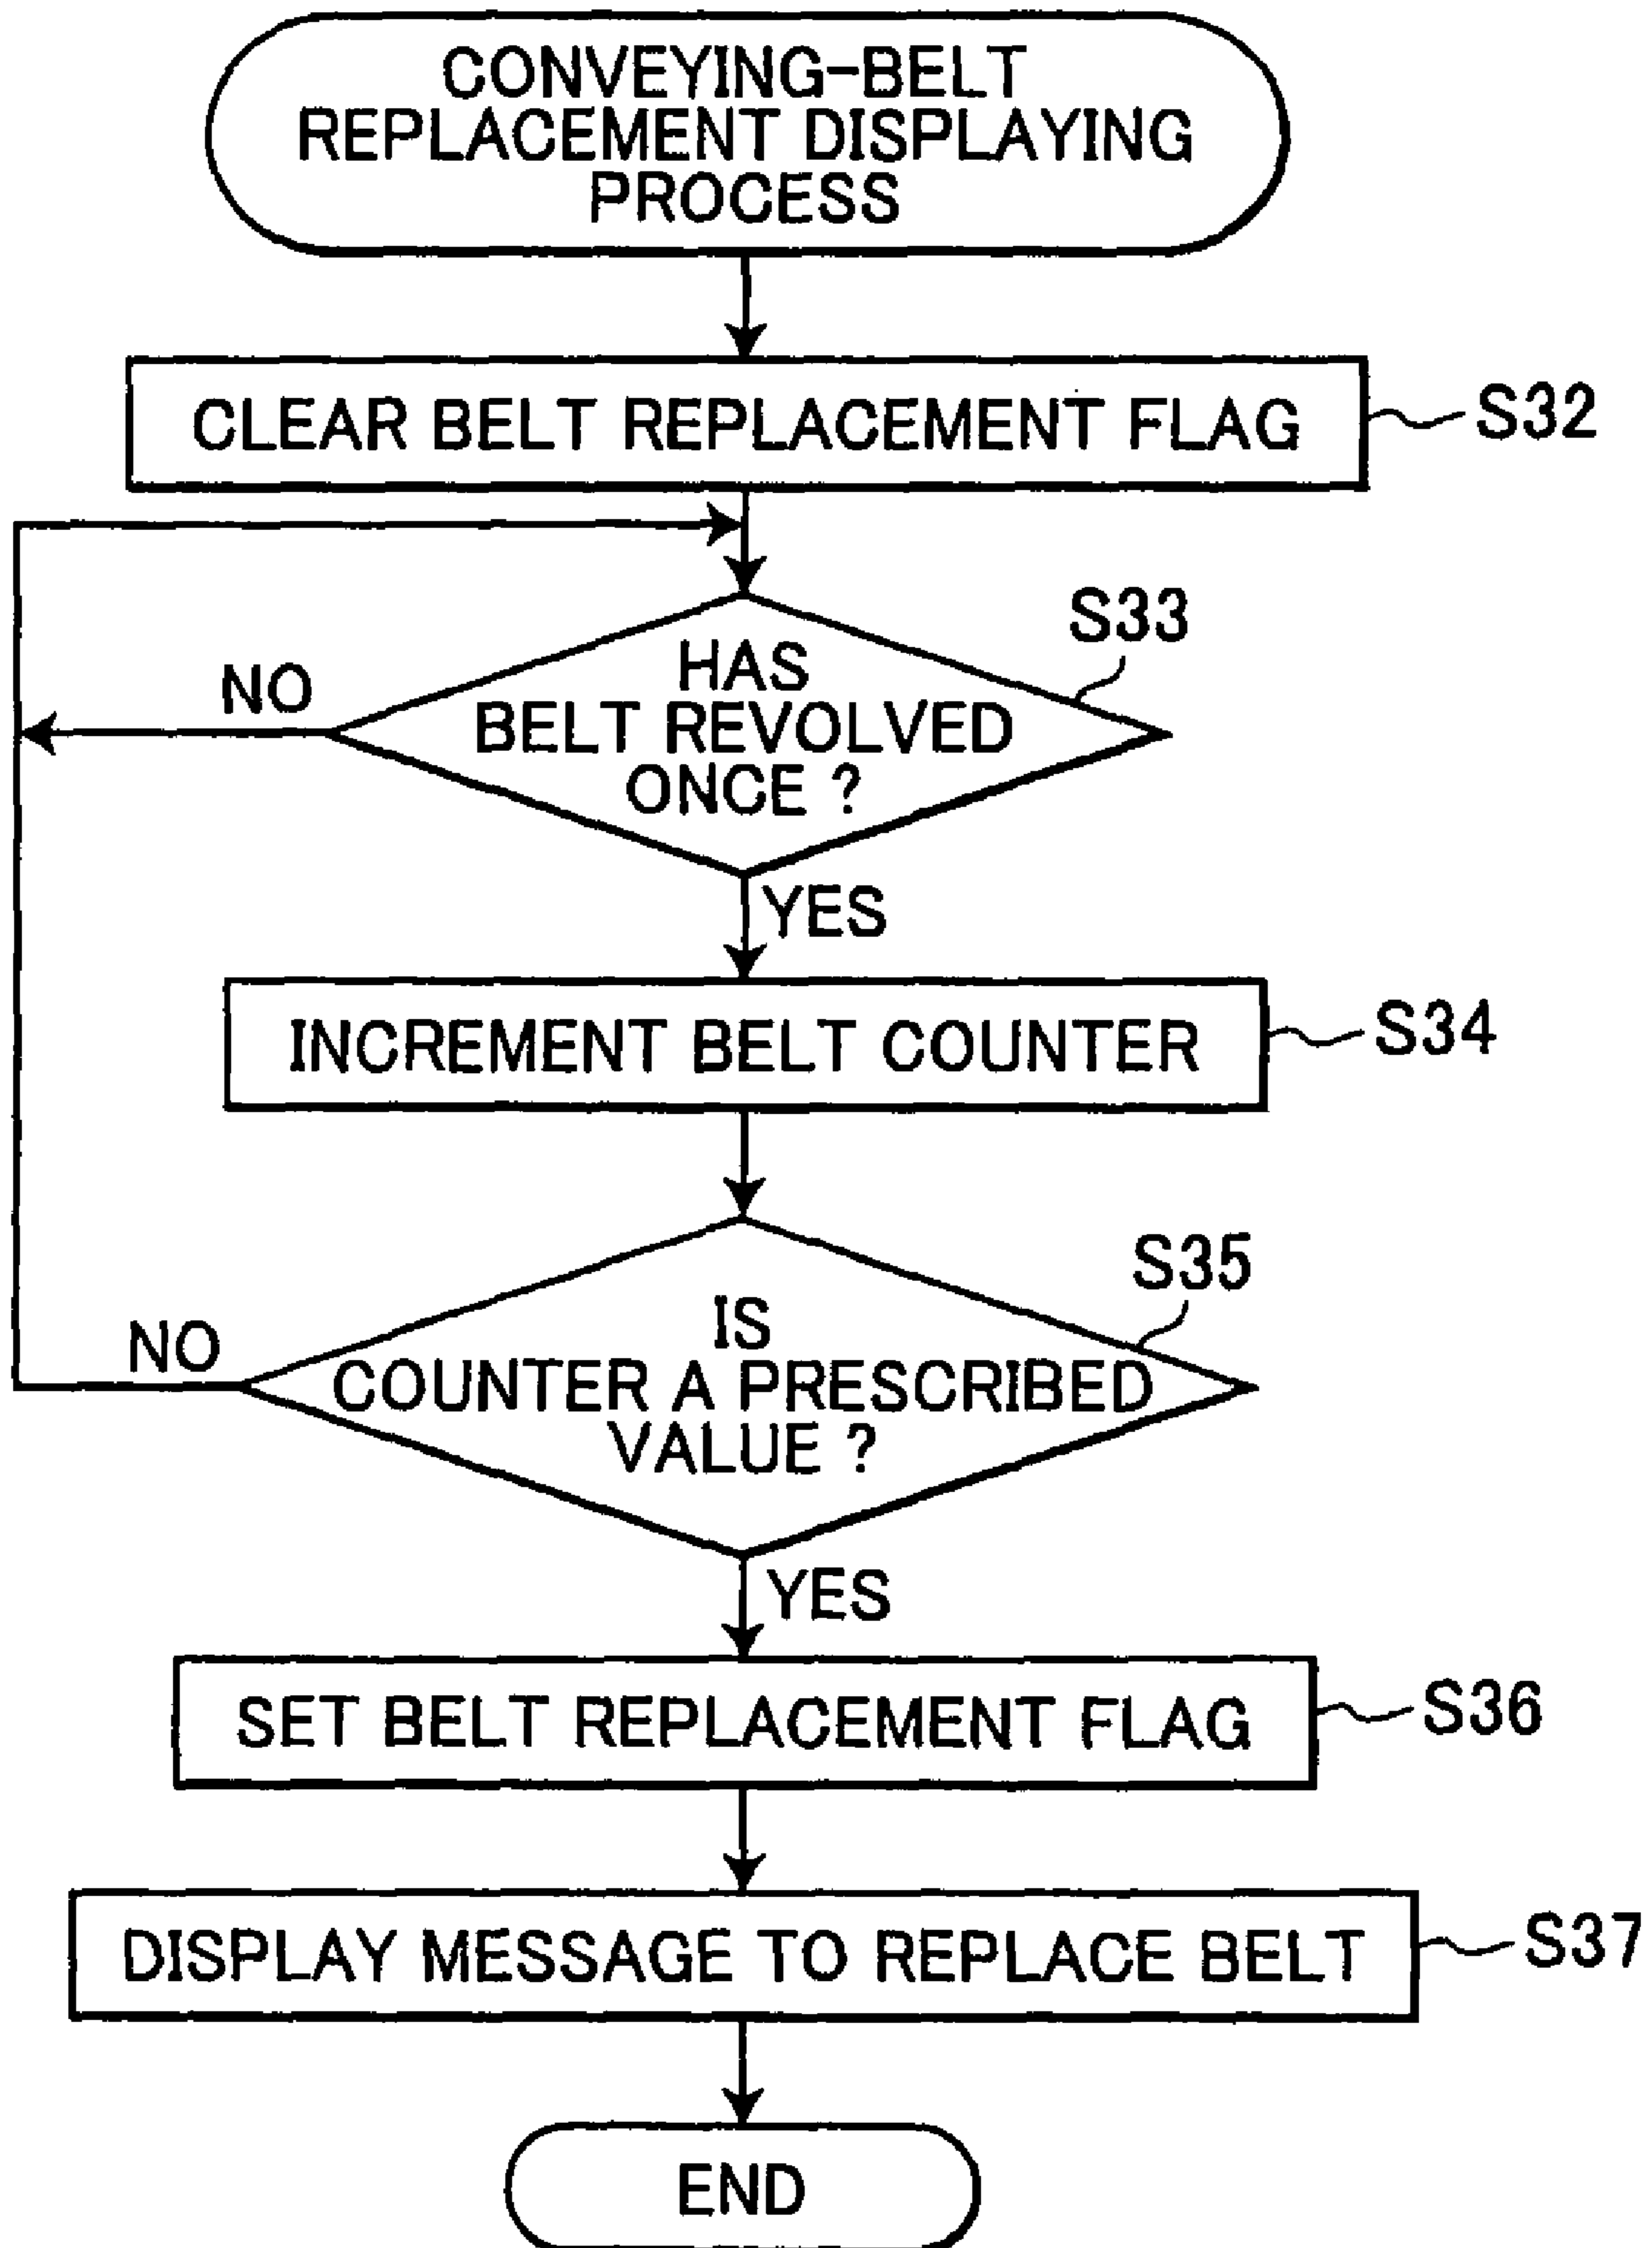 CONVEYING-BELT
REPLACEMENT DISPLAYING
PROCESS
CLEAR BELT REPLACEMENT FLAG
S32
S33
HAS
BELT REVOLVED
ONCE ?
NO
YES
INCREMENT BELT COUNTER
S34
S35
IS
COUNTER A PRESCRIBED
VALUE ?
NO
YES
SET BELT REPLACEMENT FLAG
S36
DISPLAY MESSAGE TO REPLACE BELT
S37
END